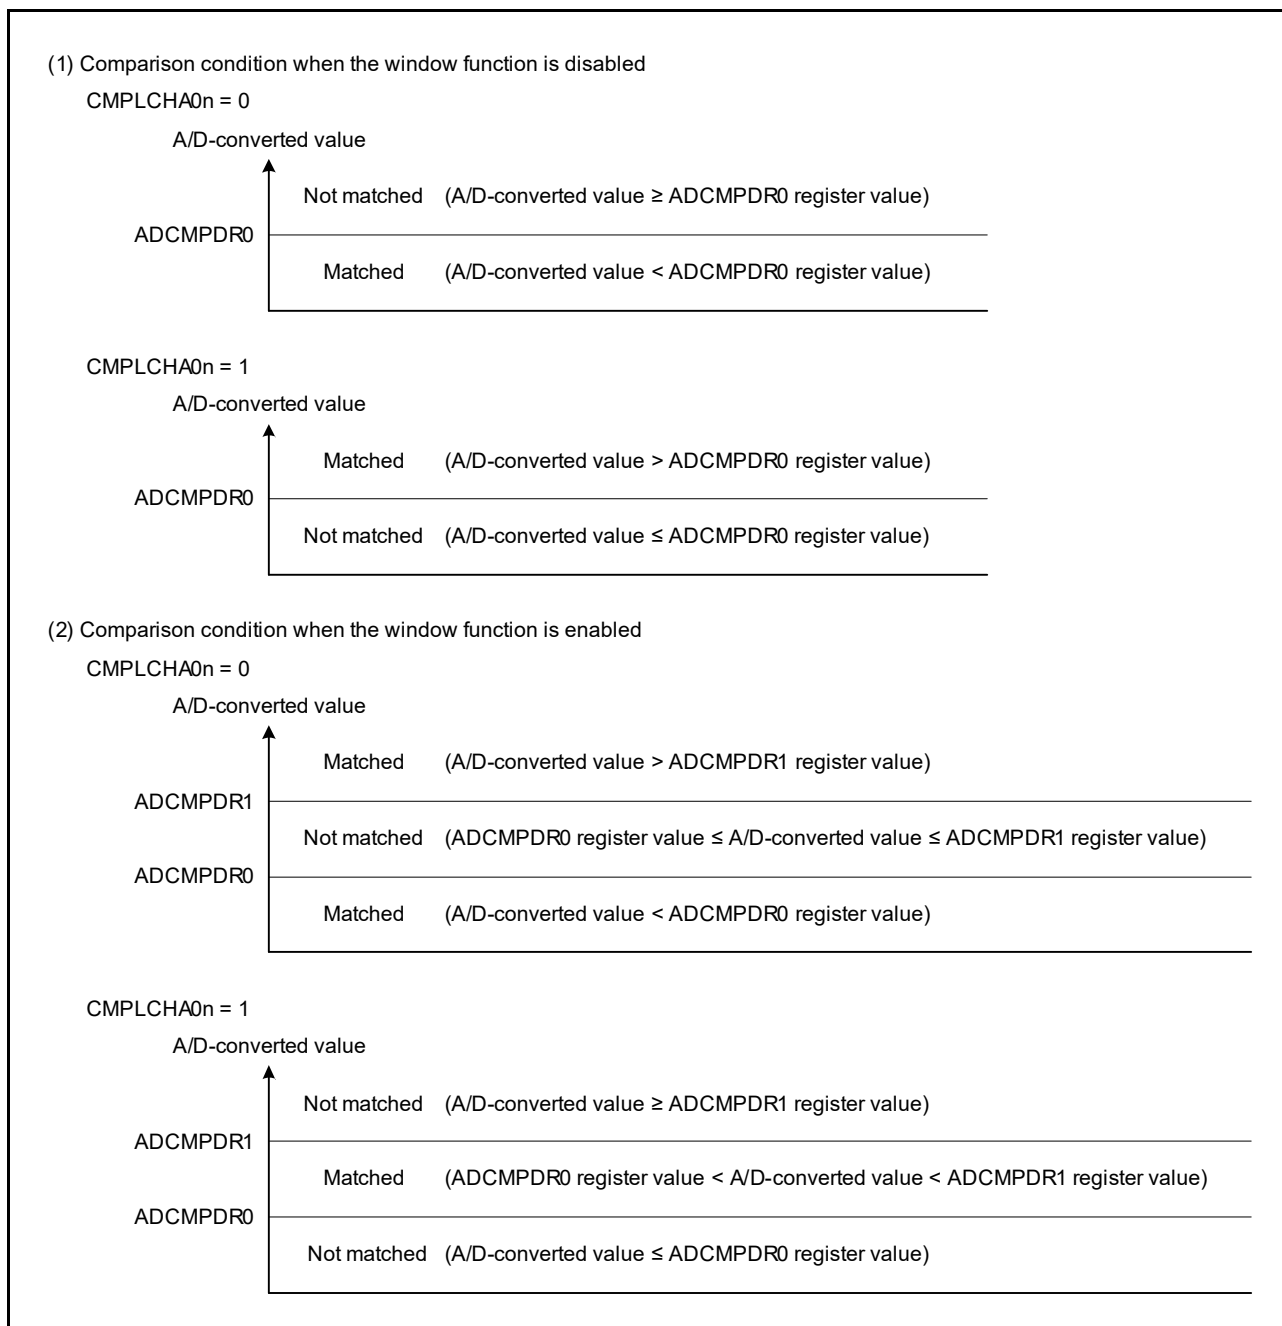 (1) Comparison condition when the window function is disabled
CMPLCHA0n = 0
A/D-converted value
Not matched (A/D-converted value ≥ ADCMPDR0 register value)
ADCMPDR0
Matched (A/D-converted value < ADCMPDR0 register value)
CMPLCHA0n = 1
A/D-converted value
Matched (A/D-converted value > ADCMPDR0 register value)
ADCMPDR0
Not matched (A/D-converted value ≤ ADCMPDR0 register value)
(2) Comparison condition when the window function is enabled
CMPLCHA0n = 0
A/D-converted value
Matched (A/D-converted value > ADCMPDR1 register value)
ADCMPDR1
Not matched (ADCMPDR0 register value ≤ A/D-converted value ≤ ADCMPDR1 register value)
ADCMPDR0
Matched (A/D-converted value < ADCMPDR0 register value)
CMPLCHA0n = 1
A/D-converted value
Not matched (A/D-converted value ≥ ADCMPDR1 register value)
ADCMPDR1
Matched (ADCMPDR0 register value < A/D-converted value < ADCMPDR1 register value)
ADCMPDR0
Not matched (A/D-converted value ≤ ADCMPDR0 register value)